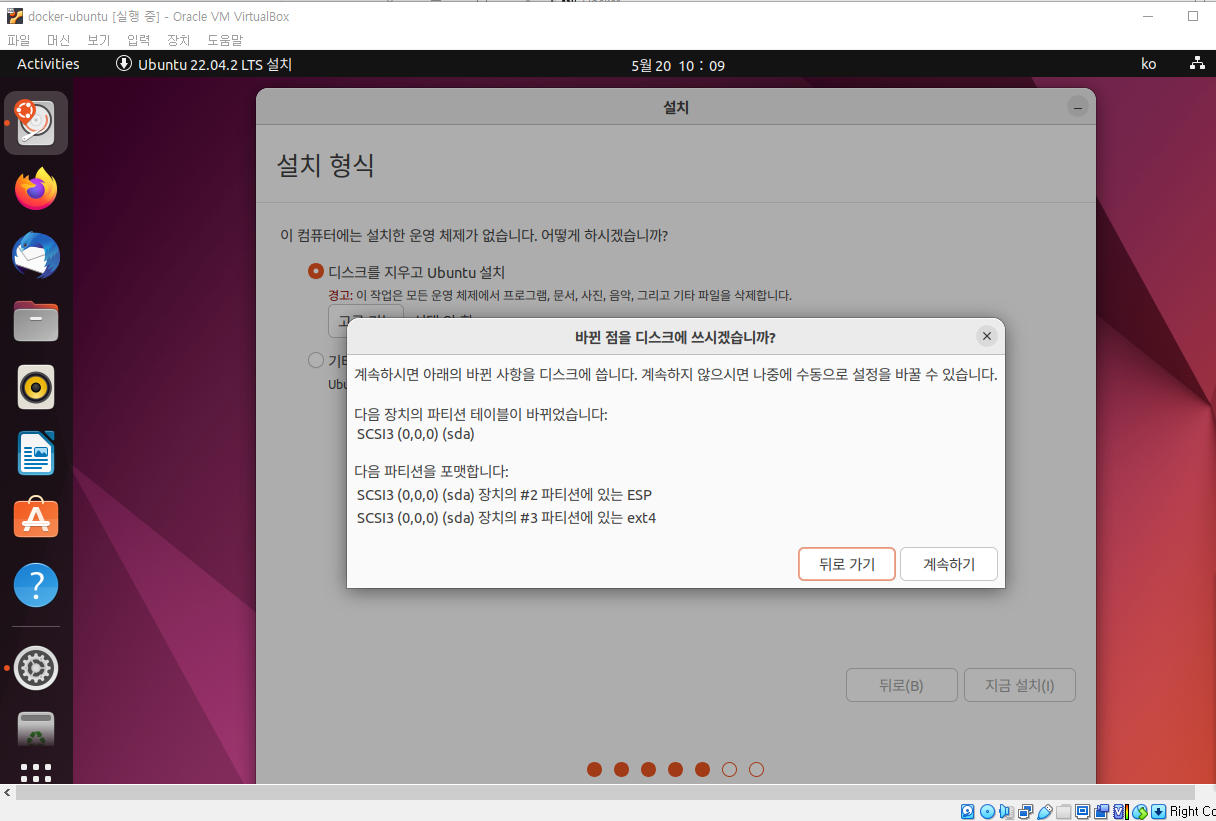 docker-ubuntu [실행 중] - Oracle VM VirtualBox
파일 머신 보기 입력 장치 도움말
Activities Ubuntu 22.04.2 LTS 설치 5월 20 10 : 09 ko
설치
설치 형식
이 컴퓨터에는 설치한 운영 체제가 없습니다. 어떻게 하시겠습니까?
디스크를 지우고 Ubuntu 설치
경고: 이 작업은 모든 운영 체제에서 프로그램, 문서, 사진, 음악, 그리고 기타 파일을 삭제합니다.
바뀐 점을 디스크에 쓰시겠습니까?
계속하시면 아래의 바뀐 사항을 디스크에 씁니다. 계속하지 않으시면 나중에 수동으로 설정을 바꿀 수 있습니다.
다음 장치의 파티션 테이블이 바뀌었습니다:
SCSI3 (0,0,0) (sda)
다음 파티션을 포맷합니다:
SCSI3 (0,0,0) (sda) 장치의 #2 파티션에 있는 ESP
SCSI3 (0,0,0) (sda) 장치의 #3 파티션에 있는 ext4
뒤로 가기 계속하기
뒤로(B) 지금 설치(I)
Right